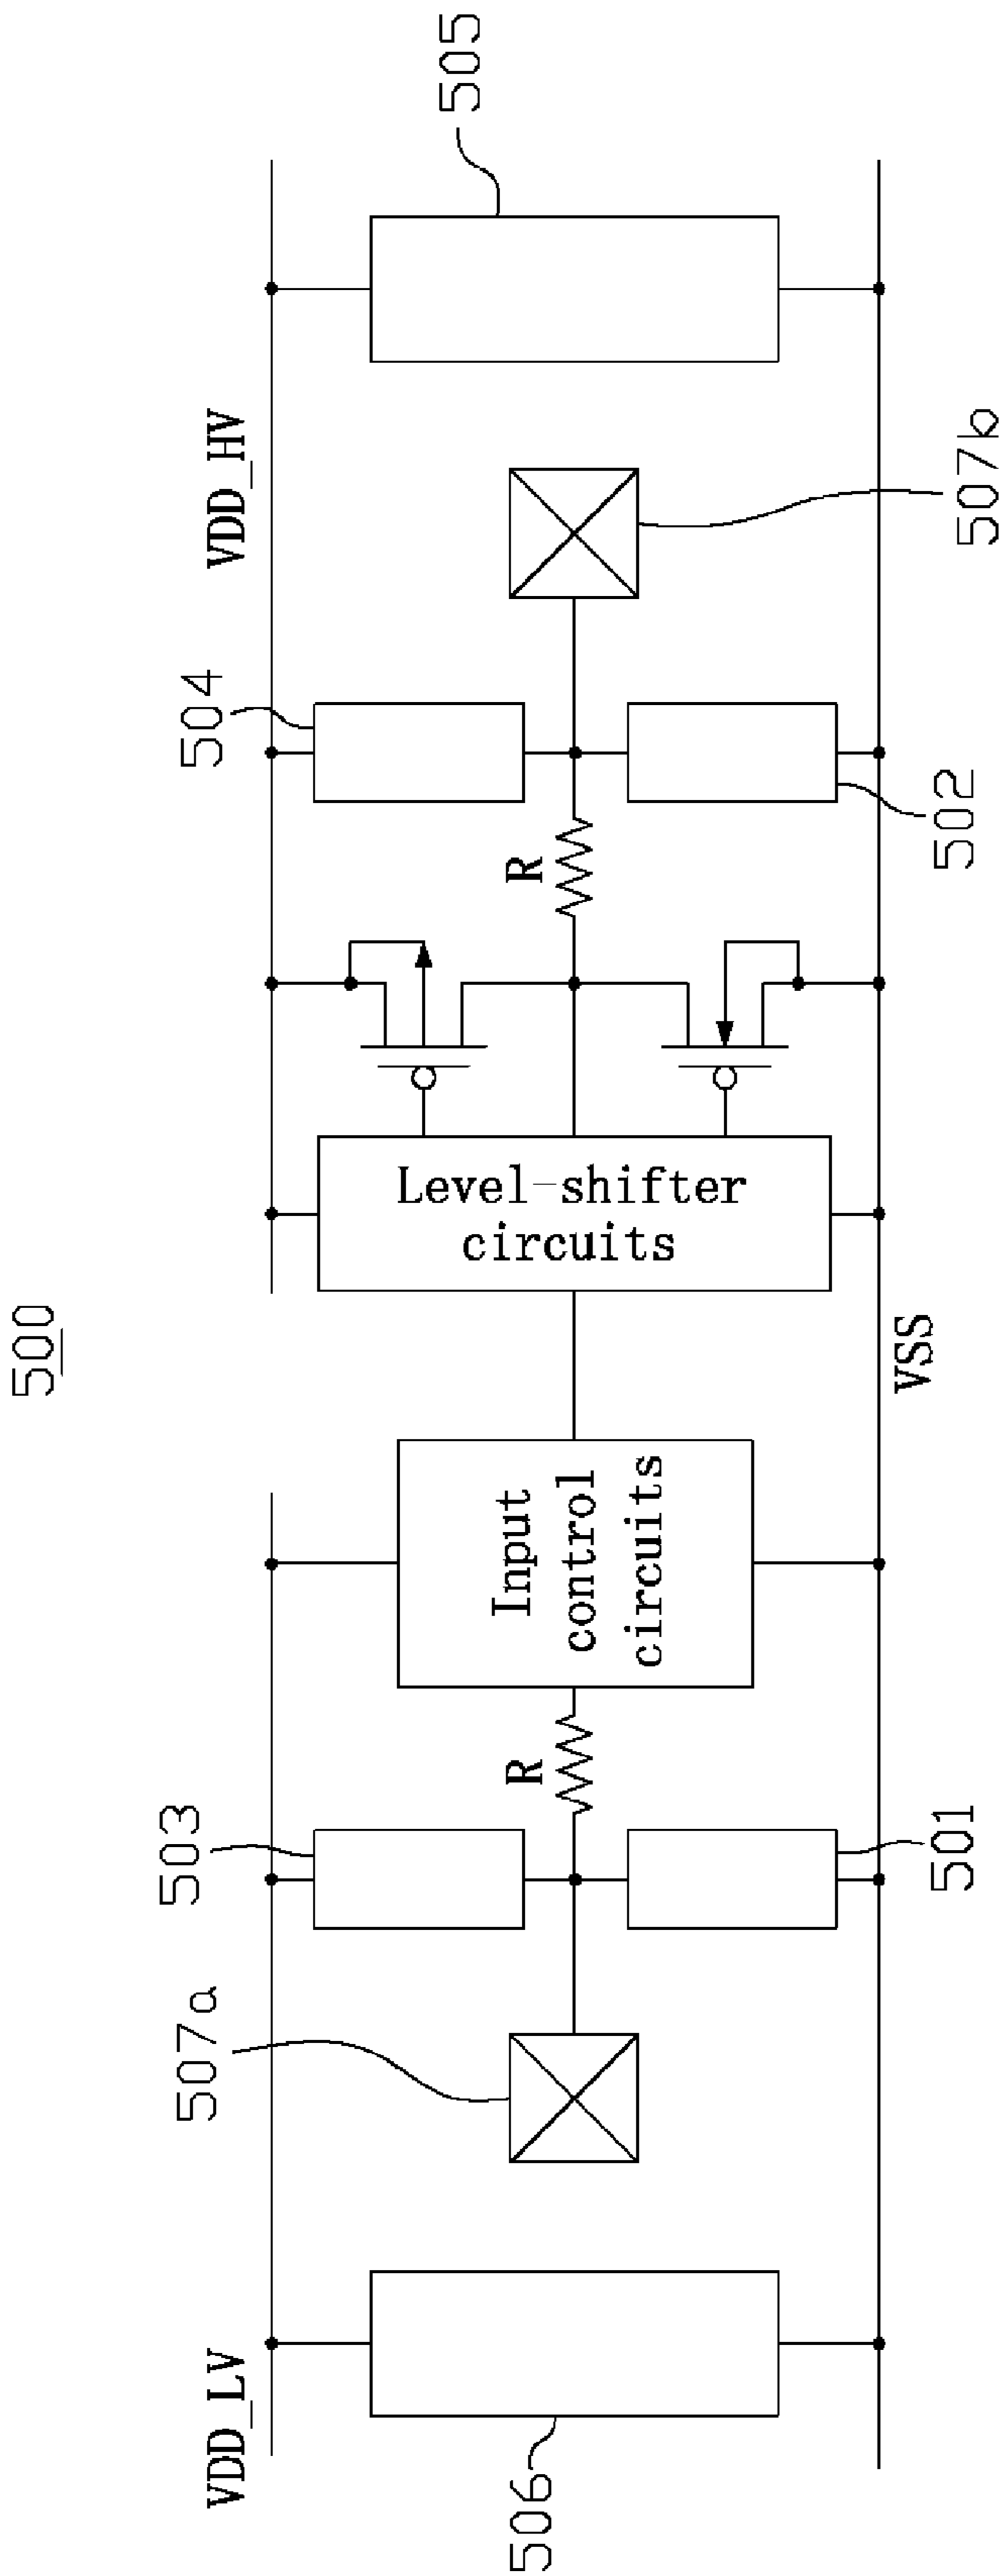 500
VDD_LV
VDD_HV
503
504
505
506
507a
507b
R
R
Input
control
circuits
Level-shifter
circuits
501
502
VSS